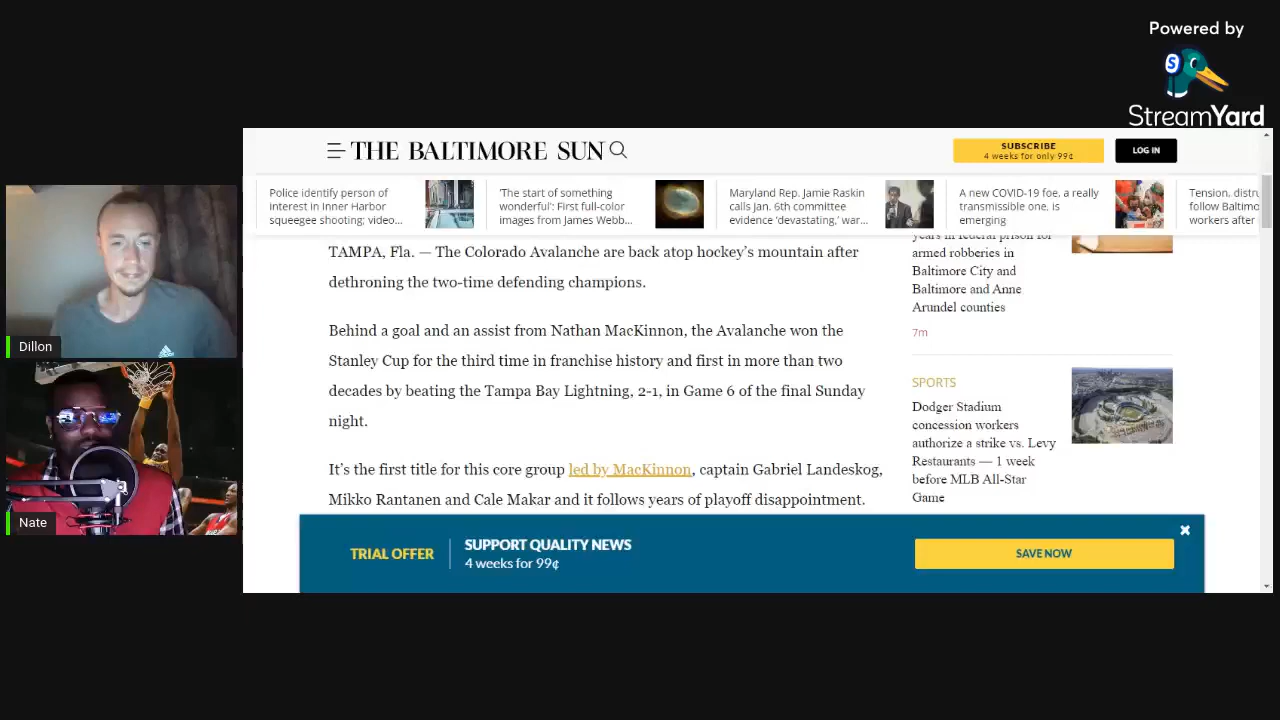 Powered by
StreamYard
THE BALTIMORE SUN
SUBSCRIBE
4 weeks for only 99¢
LOG IN
Police identify person of
interest in Inner Harbor
squeegee shooting; video...
'The start of something
wonderful': First full-color
images from James Webb...
Maryland Rep. Jamie Raskin
calls Jan. 6th committee
evidence 'devastating,' war...
A new COVID-19 foe, a really
transmissible one, is
emerging
Tension, distru
follow Baltimo
workers after
TAMPA, Fla. — The Colorado Avalanche are back atop hockey's mountain after
dethroning the two-time defending champions.
Behind a goal and an assist from Nathan MacKinnon, the Avalanche won the
Stanley Cup for the third time in franchise history and first in more than two
decades by beating the Tampa Bay Lightning, 2-1, in Game 6 of the final Sunday
night.
It's the first title for this core group led by MacKinnon, captain Gabriel Landeskog,
Mikko Rantanen and Cale Makar and it follows years of playoff disappointment.
years in federal prison for
armed robberies in
Baltimore City and
Baltimore and Anne
Arundel counties
7m
SPORTS
Dodger Stadium
concession workers
authorize a strike vs. Levy
Restaurants — 1 week
before MLB All-Star
Game
TRIAL OFFER
SUPPORT QUALITY NEWS
4 weeks for 99¢
SAVE NOW
Dillon
Nate